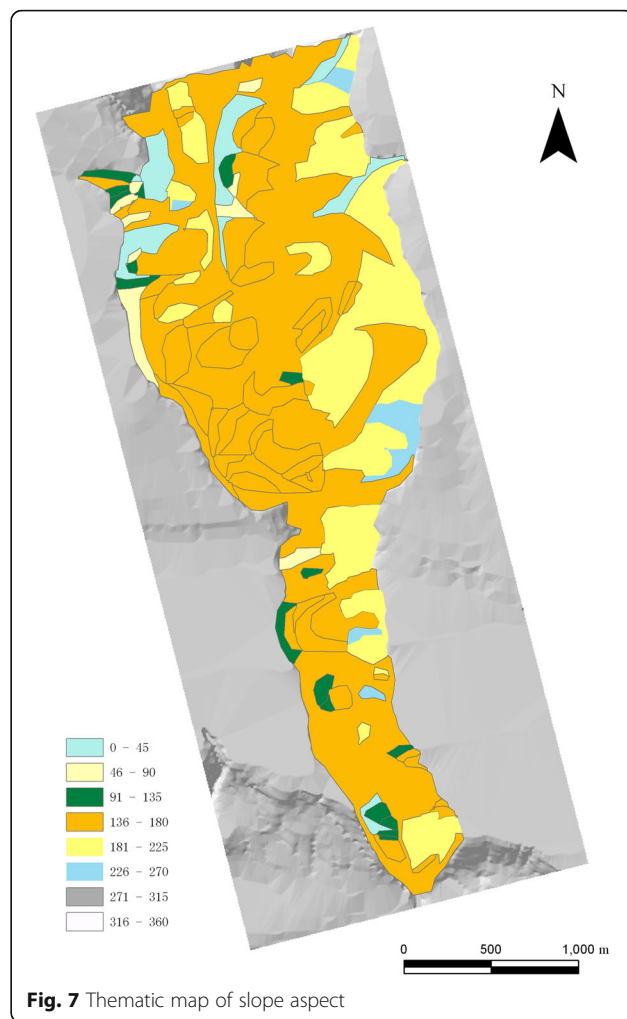 N
0 - 45
46 - 90
91 - 135
136 - 180
181 - 225
226 - 270
271 - 315
316 - 360
0 500 1,000 m
Fig. 7 Thematic map of slope aspect